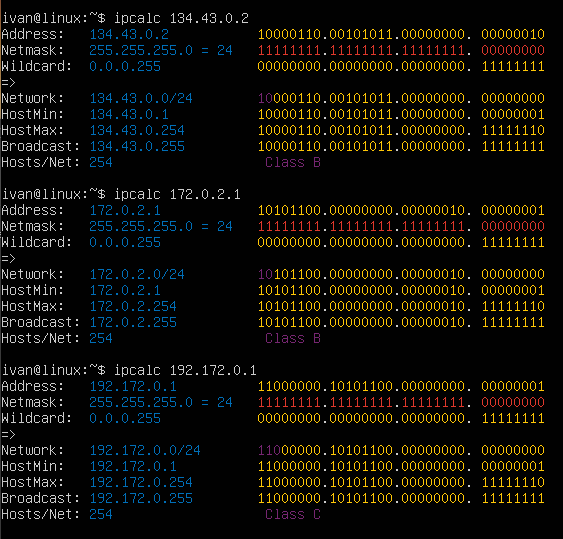 ivan@linux:~$ ipcalc 134.43.0.2
Address:   134.43.0.2           10000110.00101011.00000000. 00000010
Netmask:   255.255.255.0 = 24   11111111.11111111.11111111. 00000000
Wildcard:  0.0.0.255            00000000.00000000.00000000. 11111111
=>
Network:   134.43.0.0/24        10000110.00101011.00000000. 00000000
HostMin:   134.43.0.1           10000110.00101011.00000000. 00000001
HostMax:   134.43.0.254         10000110.00101011.00000000. 11111110
Broadcast: 134.43.0.255         10000110.00101011.00000000. 11111111
Hosts/Net: 254                   Class B
ivan@linux:~$ ipcalc 172.0.2.1
Address:   172.0.2.1            10101100.00000000.00000010. 00000001
Netmask:   255.255.255.0 = 24   11111111.11111111.11111111. 00000000
Wildcard:  0.0.0.255            00000000.00000000.00000000. 11111111
=>
Network:   172.0.2.0/24         10101100.00000000.00000010. 00000000
HostMin:   172.0.2.1            10101100.00000000.00000010. 00000001
HostMax:   172.0.2.254          10101100.00000000.00000010. 11111110
Broadcast: 172.0.2.255          10101100.00000000.00000010. 11111111
Hosts/Net: 254                   Class B
ivan@linux:~$ ipcalc 192.172.0.1
Address:   192.172.0.1          11000000.10101100.00000000. 00000001
Netmask:   255.255.255.0 = 24   11111111.11111111.11111111. 00000000
Wildcard:  0.0.0.255            00000000.00000000.00000000. 11111111
=>
Network:   192.172.0.0/24       11000000.10101100.00000000. 00000000
HostMin:   192.172.0.1          11000000.10101100.00000000. 00000001
HostMax:   192.172.0.254        11000000.10101100.00000000. 11111110
Broadcast: 192.172.0.255        11000000.10101100.00000000. 11111111
Hosts/Net: 254                   Class C